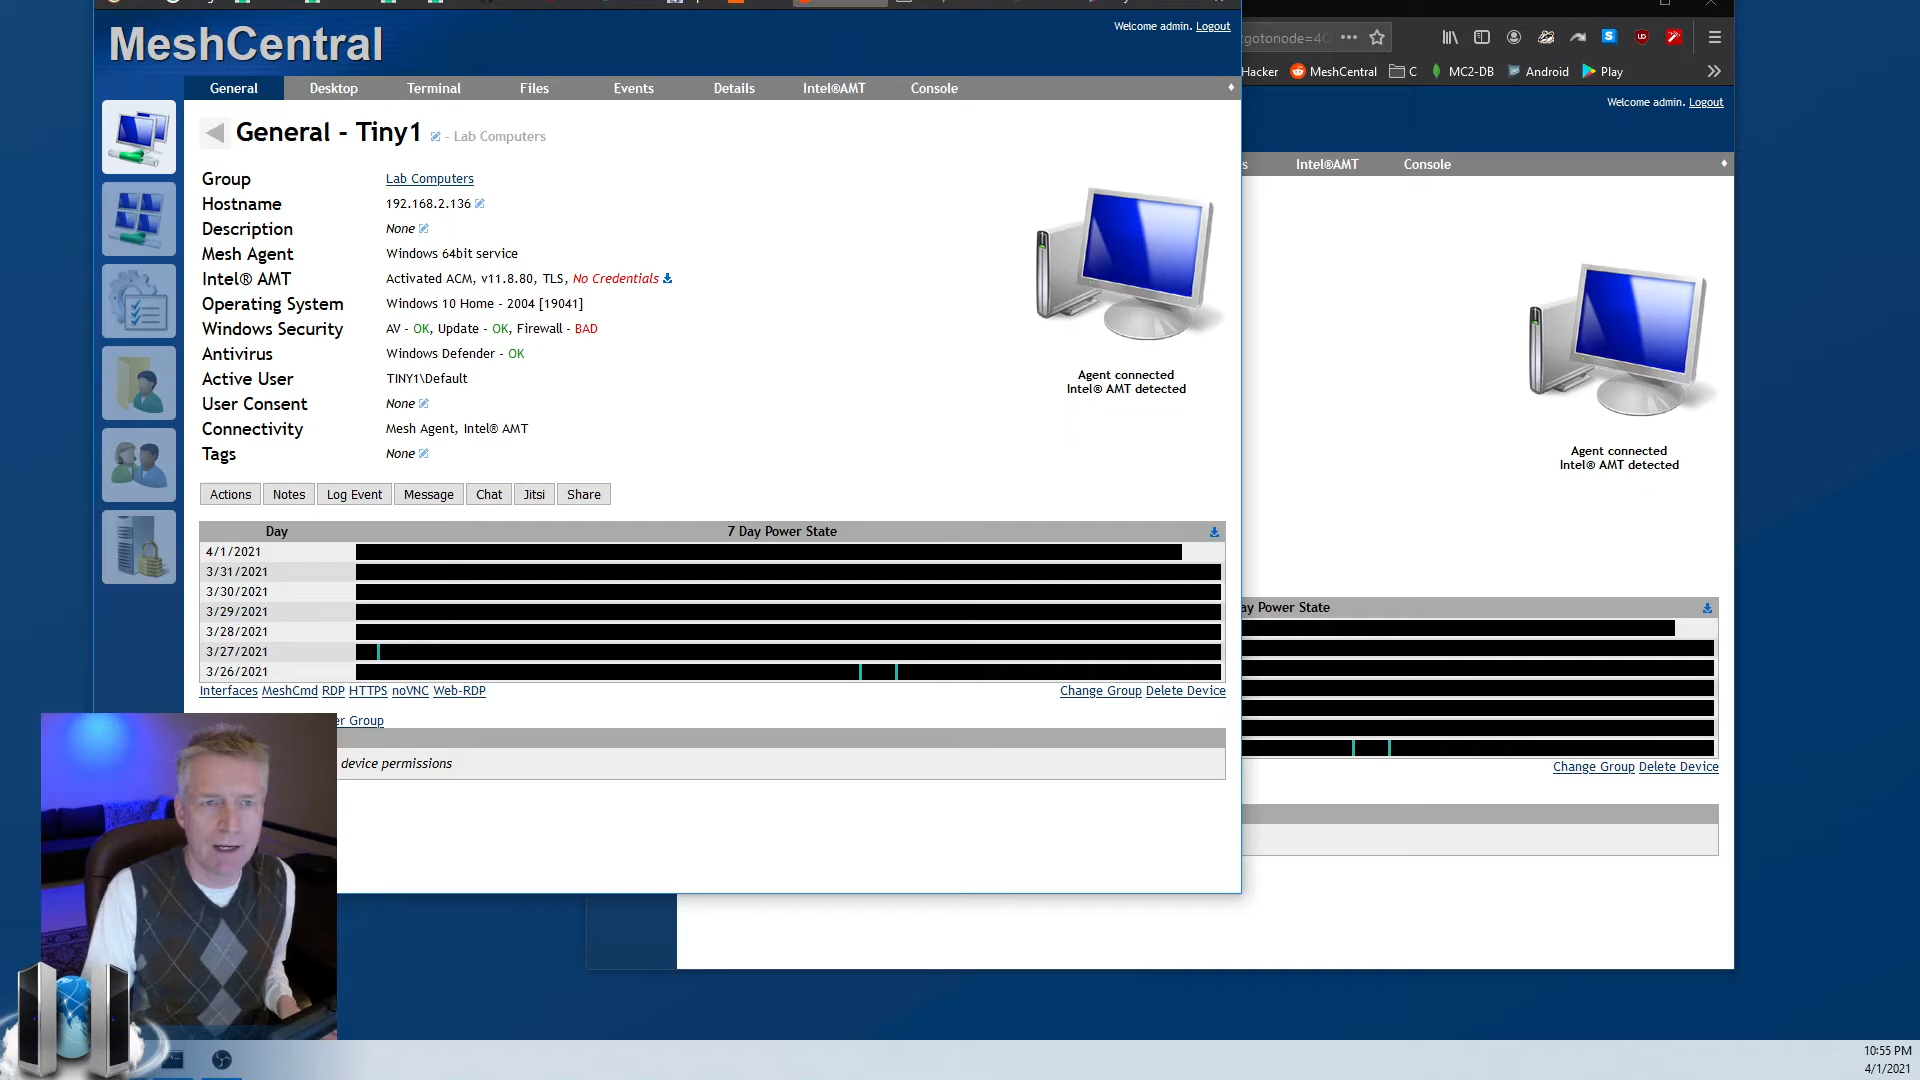 MeshCentral
Welcome admin. Logout
gotonode=4C
Hacker MeshCentral C MC2-DB Android Play
General Desktop Terminal Files Events Details Intel®AMT Console
Welcome admin. Logout
General - Tiny1 - Lab Computers
s Intel®AMT Console
Group Lab Computers
Hostname 192.168.2.136
Description None
Mesh Agent Windows 64bit service
Intel® AMT Activated ACM, v11.8.80, TLS, No Credentials
Operating System Windows 10 Home - 2004 [19041]
Windows Security AV - OK, Update - OK, Firewall - BAD
Antivirus Windows Defender - OK
Active User TINY1\Default
User Consent None
Connectivity Mesh Agent, Intel® AMT
Tags None
Agent connected
Intel® AMT detected
Agent connected
Intel® AMT detected
Actions Notes Log Event Message Chat Jitsi Share
Day 7 Day Power State
4/1/2021
3/31/2021
3/30/2021
3/29/2021
3/28/2021
3/27/2021
3/26/2021
Interfaces MeshCmd RDP HTTPS noVNC Web-RDP
Change Group Delete Device
ay Power State
Change Group Delete Device
er Group
device permissions
10:55 PM
4/1/2021